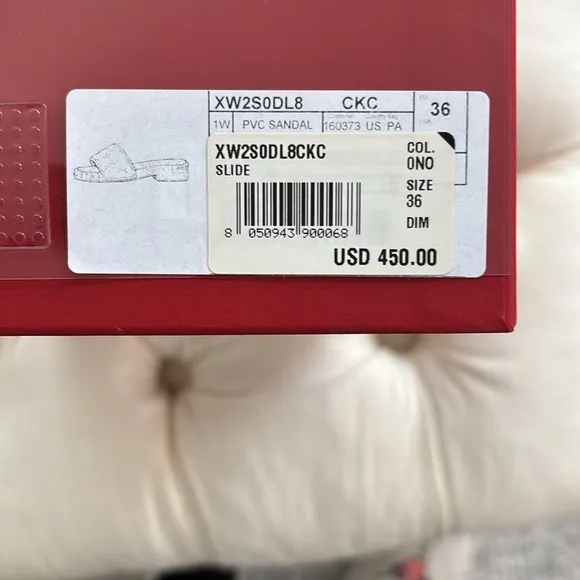 XW2S0DL8 CKC 36
1W PVC SANDAL 160373 US PA
XW2S0DL8CKC
SLIDE
COL.
0NO
SIZE
36
DIM
8 050943 900068
USD 450.00